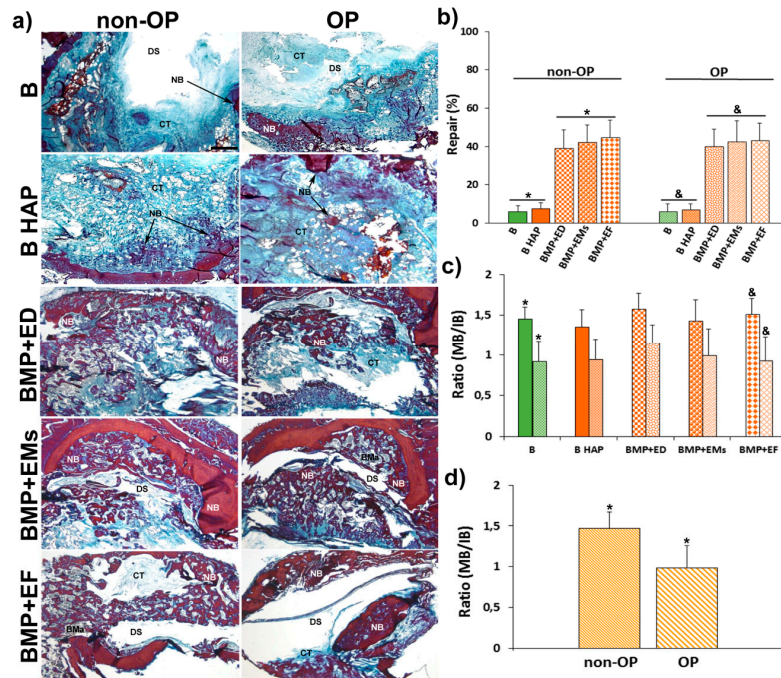 a)
non-OP
OP
B
DS
NB
CT
CT
DS
NB
B HAP
CT
NB
NB
CT
BMP+ED
NB
NB
NB
CT
BMP+EMs
NB
DS
NB
BMa
NB
DS
NB
BMP+EF
CT
NB
BMa
DS
NB
DS
NB
CT
b)
non-OP
OP
Repair (%)
100
80
60
40
20
0
*
*
&
&
B
B HAP
BMP+ED
BMP+EMs
BMP+EF
B
B HAP
BMP+ED
BMP+EMs
BMP+EF
c)
Ratio (MB/IB)
2
1,5
1
0,5
0
*
*
&
&
B
B HAP
BMP+ED
BMP+EMs
BMP+EF
d)
Ratio (MB/IB)
2
1,5
1
0,5
0
*
*
non-OP
OP